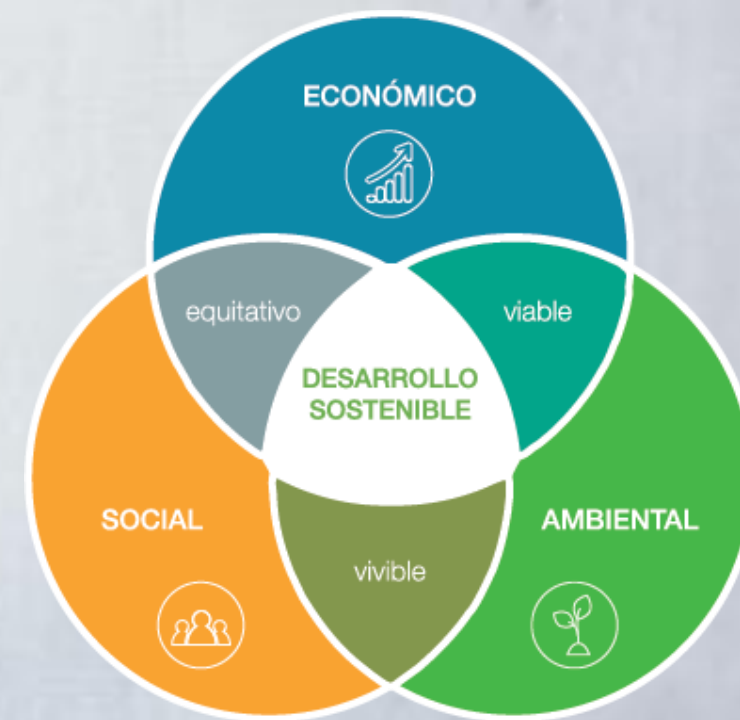 ECONÓMICO
equitativo
viable
DESARROLLO
SOSTENIBLE
SOCIAL
AMBIENTAL
vivible